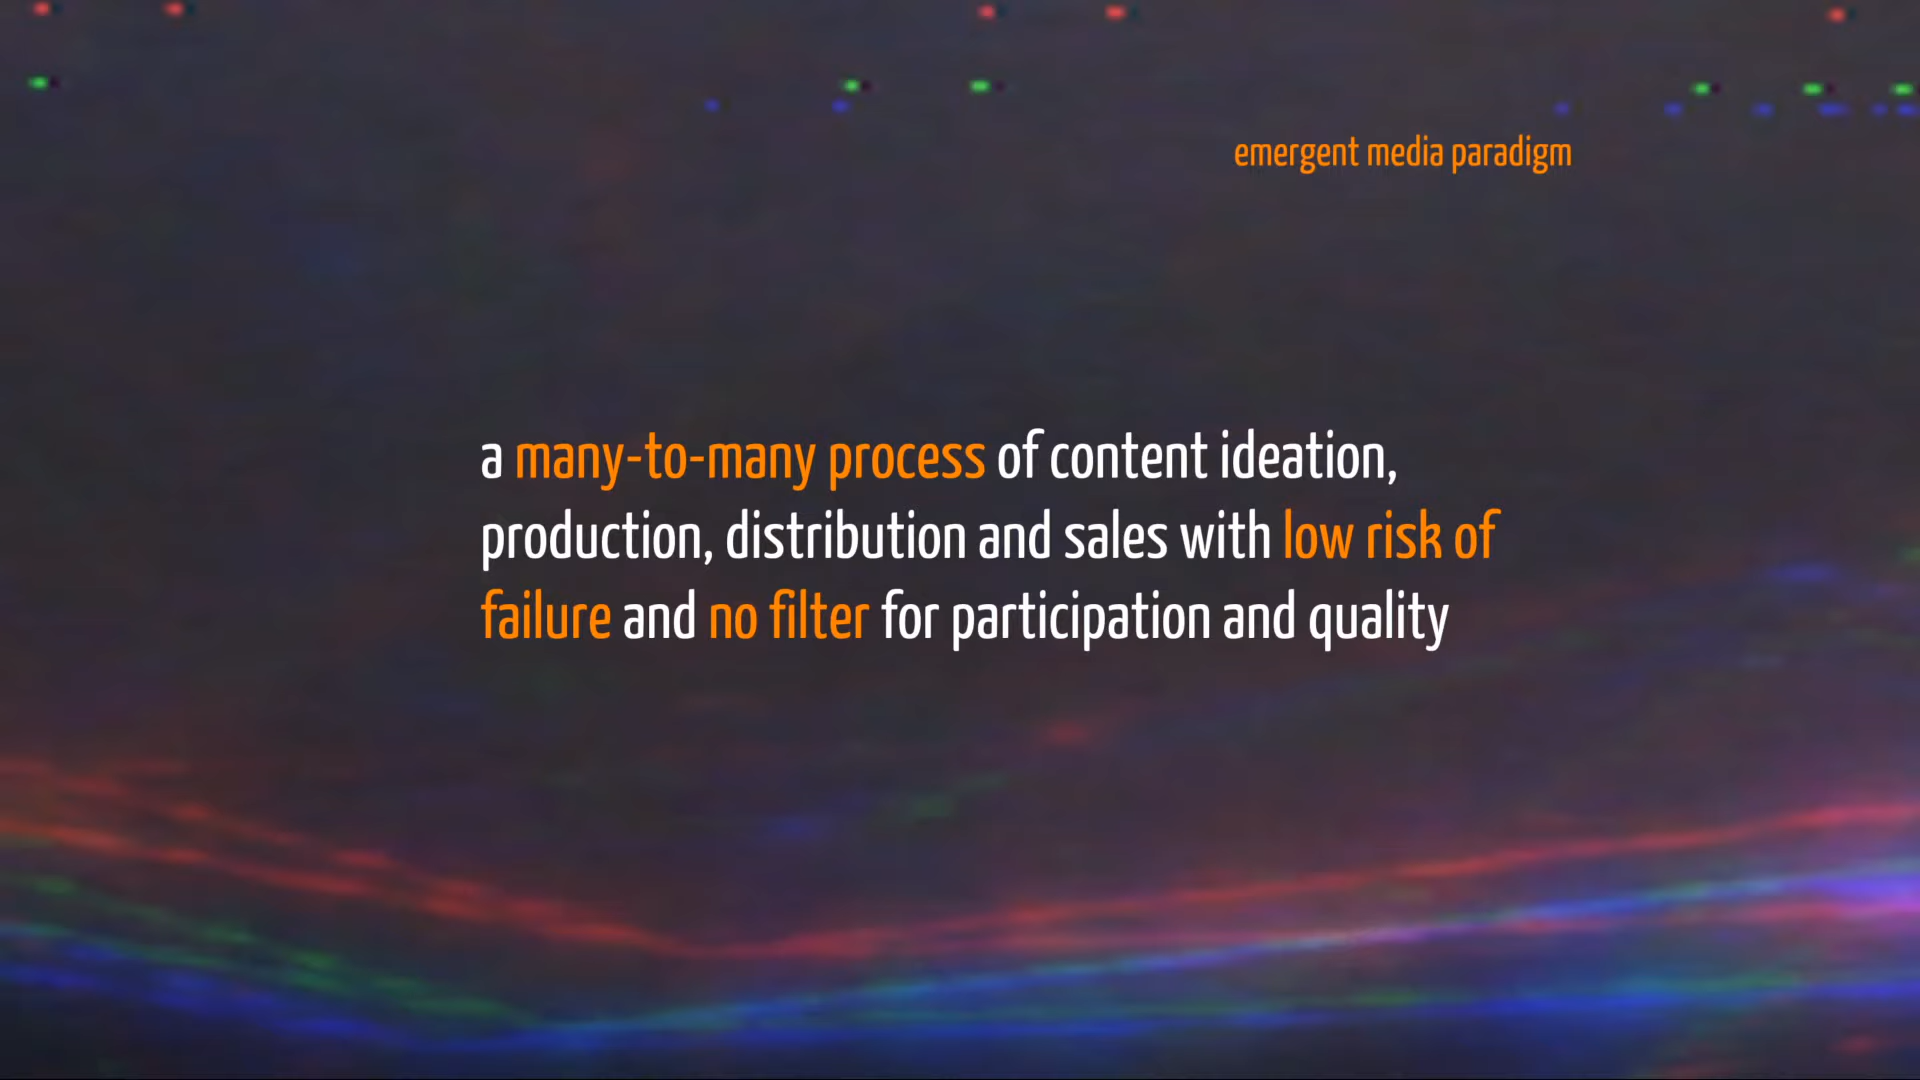 emergent media paradigm
a many-to-many process of content ideation,
production, distribution and sales with low risk of
failure and no filter for participation and quality